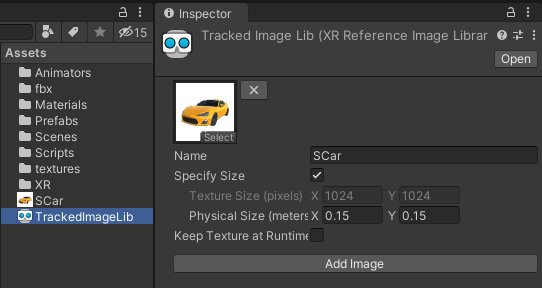 15
Assets
Animators
fbx
Materials
Prefabs
Scenes
Scripts
textures
XR
SCar
TrackedImageLib
Inspector
Tracked Image Lib (XR Reference Image Librar
Open
Select
Name SCar
Specify Size
Texture Size (pixels) X 1024 Y 1024
Physical Size (meters X 0.15 Y 0.15
Keep Texture at Runtime
Add Image